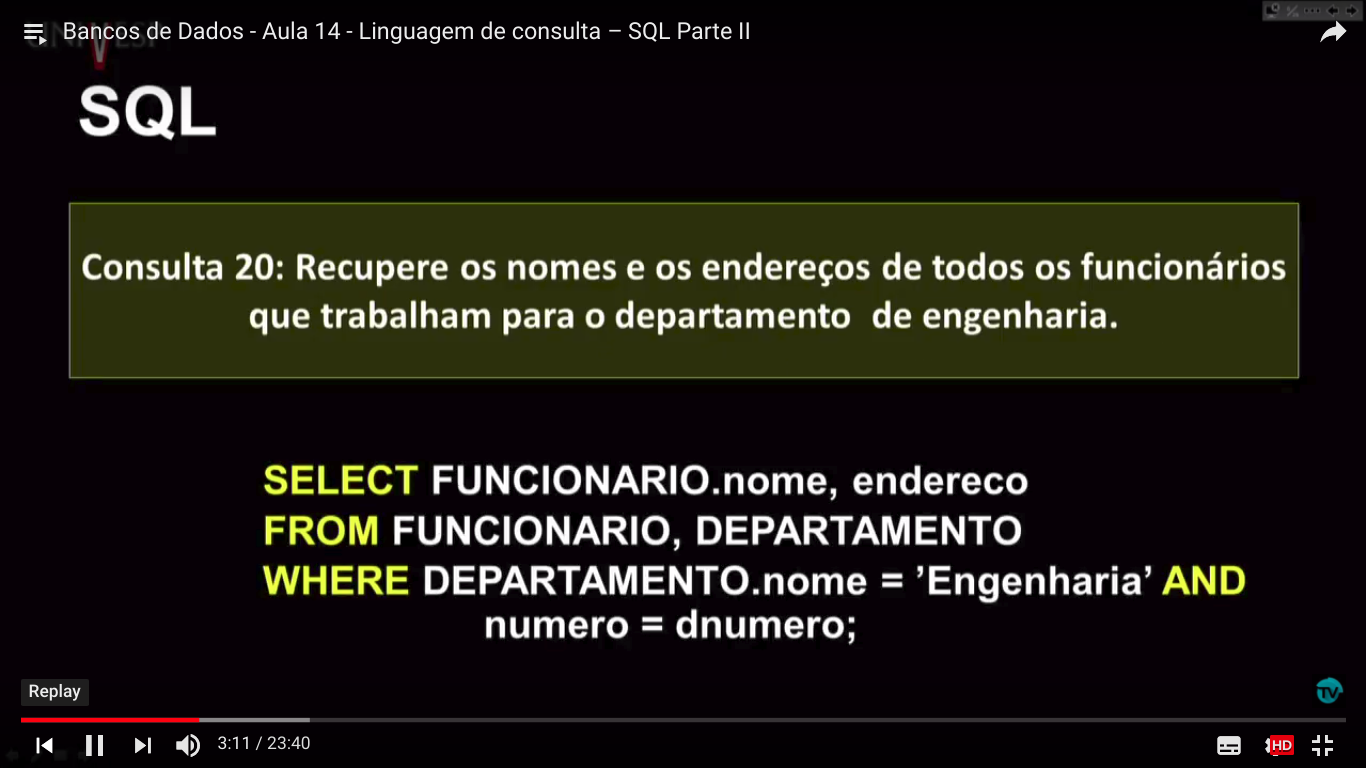 Bancos de Dados - Aula 14 - Linguagem de consulta – SQL Parte II
SQL
Consulta 20: Recupere os nomes e os endereços de todos os funcionários
que trabalham para o departamento de engenharia.
SELECT FUNCIONARIO.nome, endereco
FROM FUNCIONARIO, DEPARTAMENTO
WHERE DEPARTAMENTO.nome = ’Engenharia’ AND
numero = dnumero;
Replay
TV
3:11 / 23:40
HD